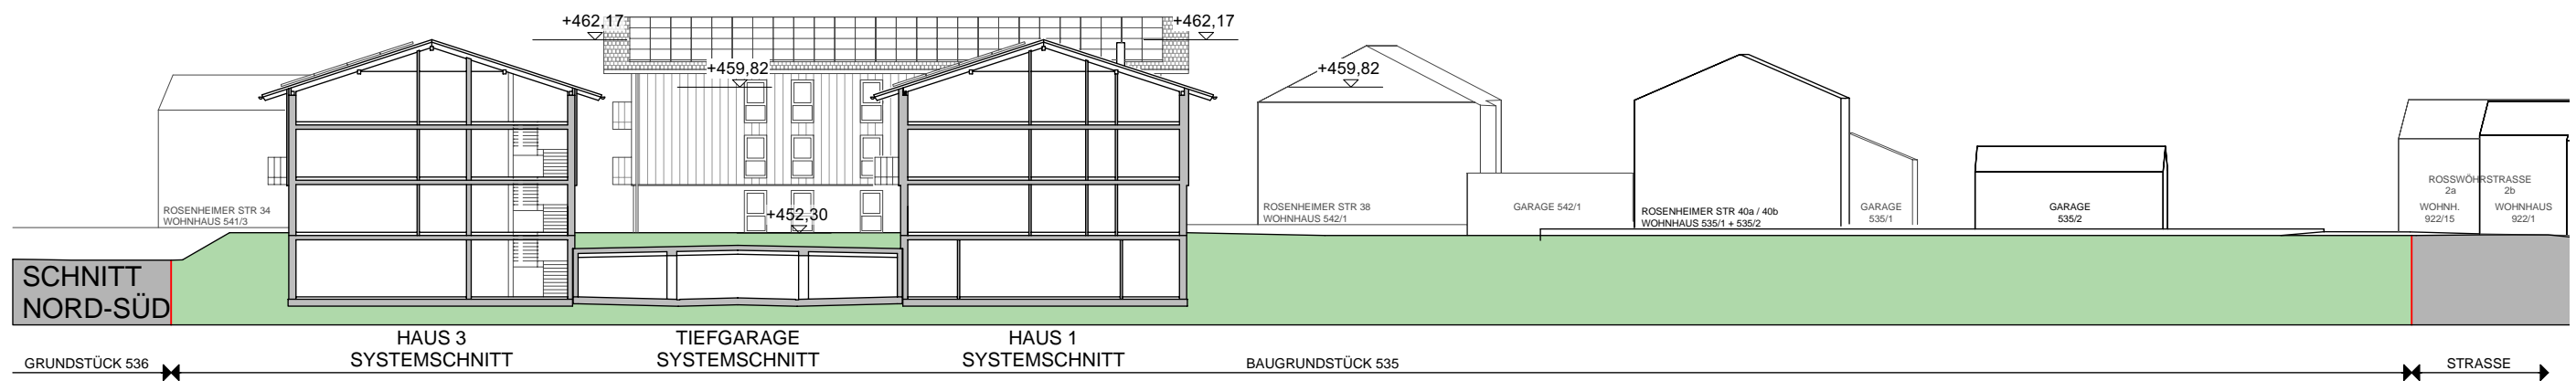 +462,17
+462,17
+459,82
+459,82
+452,30
ROSENHEIMER STR 34
WOHNHAUS 541/3
ROSENHEIMER STR 38
WOHNHAUS 542/1
GARAGE 542/1
ROSENHEIMER STR 40a / 40b
WOHNHAUS 535/1 + 535/2
GARAGE
535/1
GARAGE
535/2
ROSSWÖHRSTRASSE
2a
2b
WOHNH.
922/15
WOHNHAUS
922/1
SCHNITT
NORD-SÜD
HAUS 3
SYSTEMSCHNITT
TIEFGARAGE
SYSTEMSCHNITT
HAUS 1
SYSTEMSCHNITT
GRUNDSTÜCK 536
BAUGRUNDSTÜCK 535
STRASSE